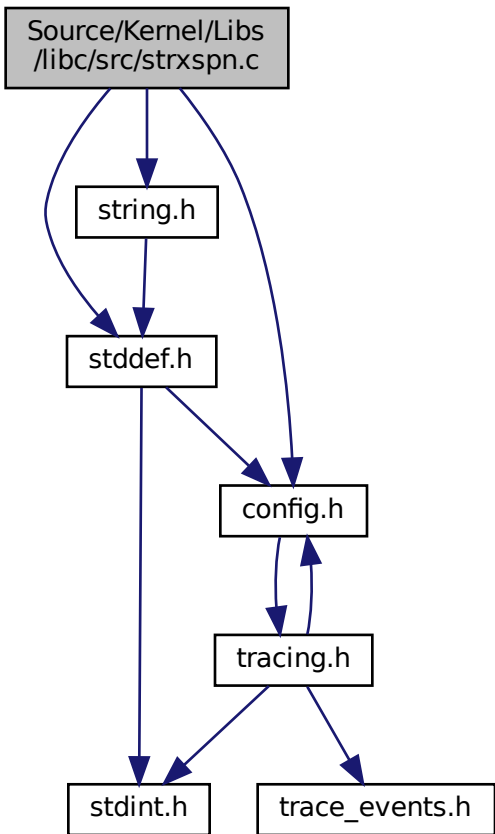 Source/Kernel/Libs
/libc/src/strxspn.c
string.h
stddef.h
config.h
tracing.h
stdint.h
trace_events.h